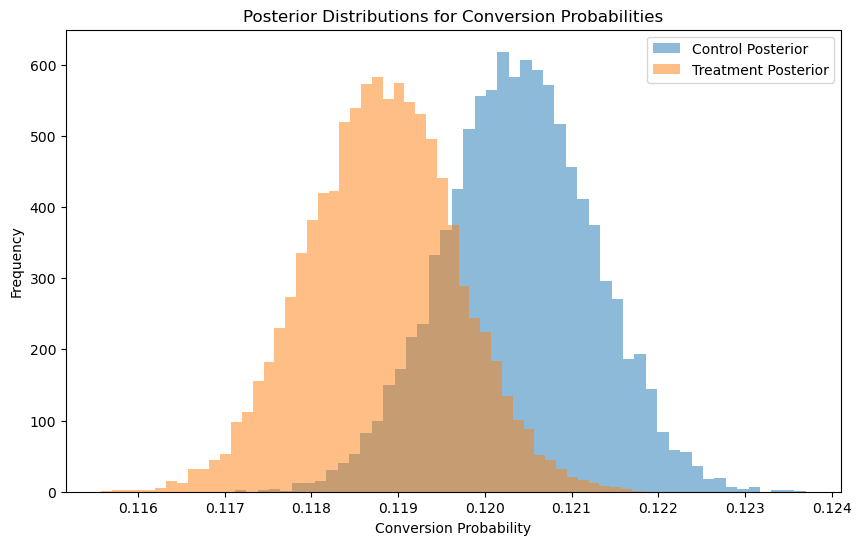 Posterior Distributions for Conversion Probabilities
Control Posterior
Treatment Posterior
Frequency
600
500
400
300
200
100
0
0.116 0.117 0.118 0.119 0.120 0.121 0.122 0.123 0.124
Conversion Probability